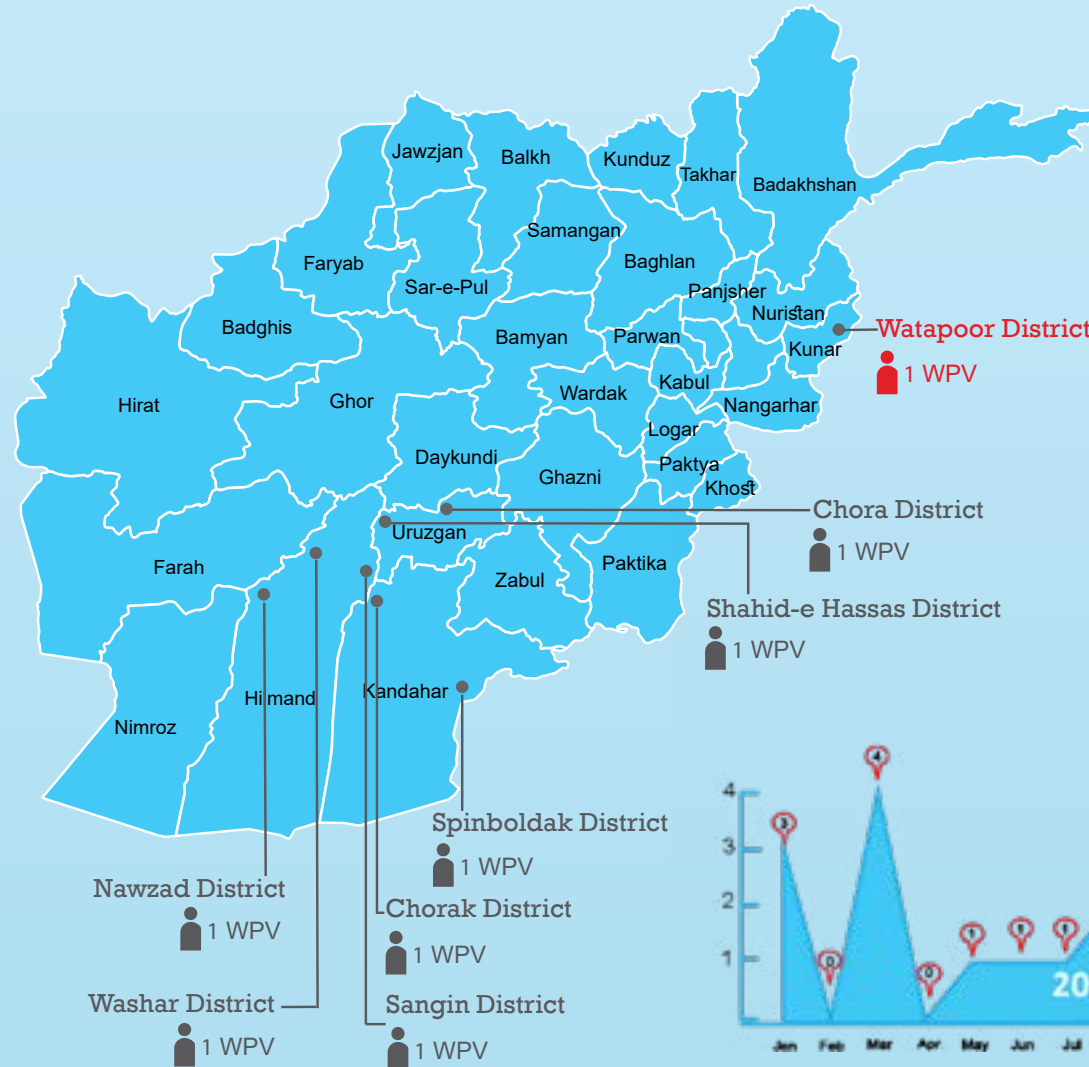 Jawzjan
Balkh
Kunduz
Takhar
Badakhshan
Samangan
Faryab
Baghlan
Sar-e-Pul
Panjsher
Nuristan
Badghis
Bamyan
Parwan
Watapoor District
Kunar
1 WPV
Kabul
Hirat
Ghor
Wardak
Nangarhar
Logar
Daykundi
Ghazni
Paktya
Khost
Chora District
1 WPV
Uruzgan
Farah
Zabul
Paktika
Shahid-e Hassas District
1 WPV
Kandahar
Hilmand
Nimroz
Spinboldak District
1 WPV
Nawzad District
1 WPV
Chorak District
1 WPV
Washar District
1 WPV
Sangin District
1 WPV
4
3
2
1
3
0
4
0
1
1
1
20
Jan Feb Mar Apr May Jun Jul